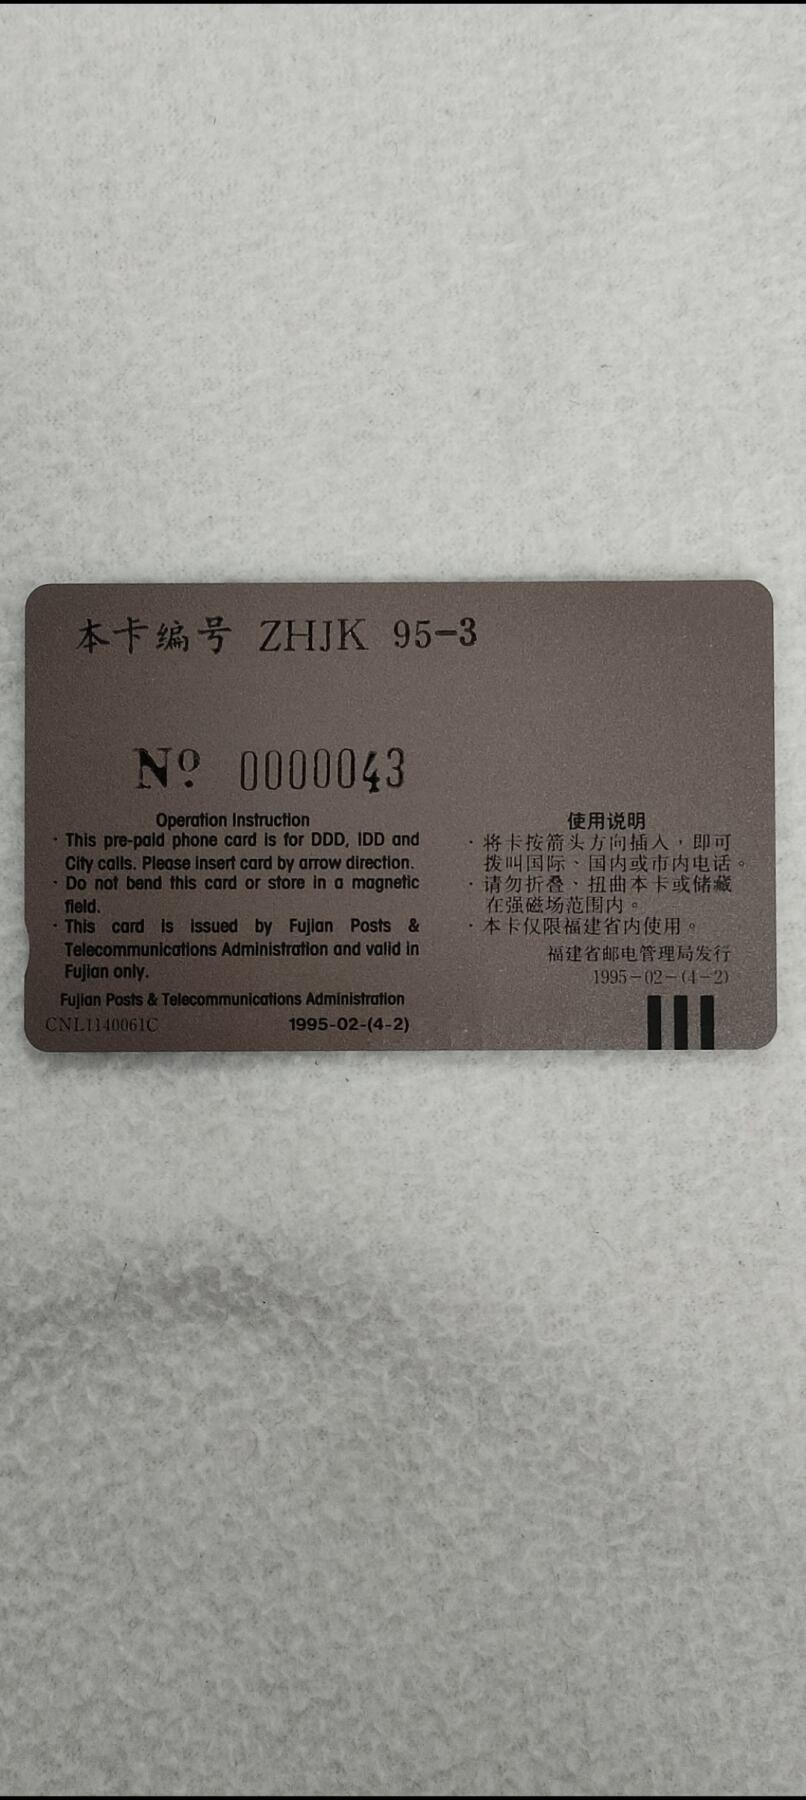 本卡编号 ZHJK 95-3
Nº 0000043
Operation Instruction
· This pre-paid phone card is for DDD, IDD and
City calls. Please insert card by arrow direction.
· Do not bend this card or store in a magnetic
field.
· This card is issued by Fujian Posts &
Telecommunications Administration and valid in
Fujian only.
Fujian Posts & Telecommunications Administration
CNL1140061C 1995-02-(4-2)
使用说明
· 将卡按箭头方向插入，即可
拨叫国际、国内或市内电话。
· 请勿折叠、扭曲本卡或储藏
在强磁场范围内。
· 本卡仅限福建省内使用。
福建省邮电管理局发行
1995-02-(4-2)